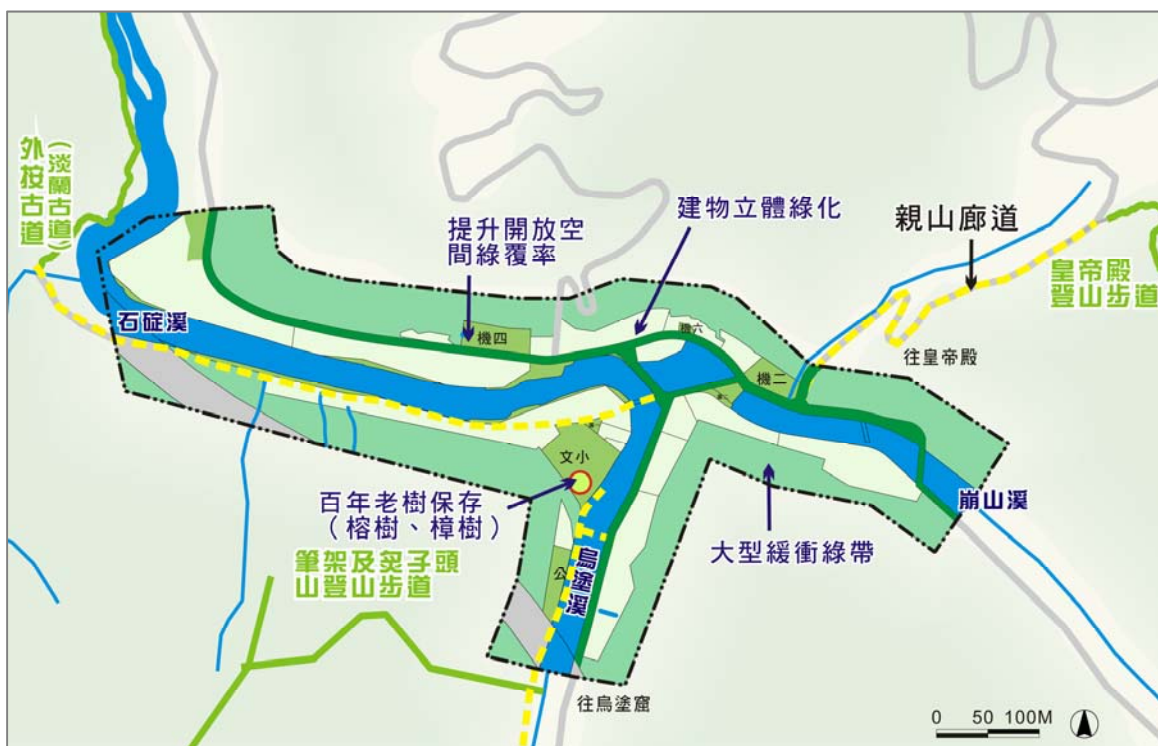 (淡蘭古道)
外按古道
提升開放空
間綠覆率
建物立體綠化
親山廊道
皇帝殿
登山步道
石碇溪
機四
機六
機二
往皇帝殿
文小
百年老樹保存
(榕樹、樟樹)
崩山溪
大型緩衝綠帶
筆架及炙子頭
山登山步道
公
烏塗溪
往烏塗窟
0 50 100M